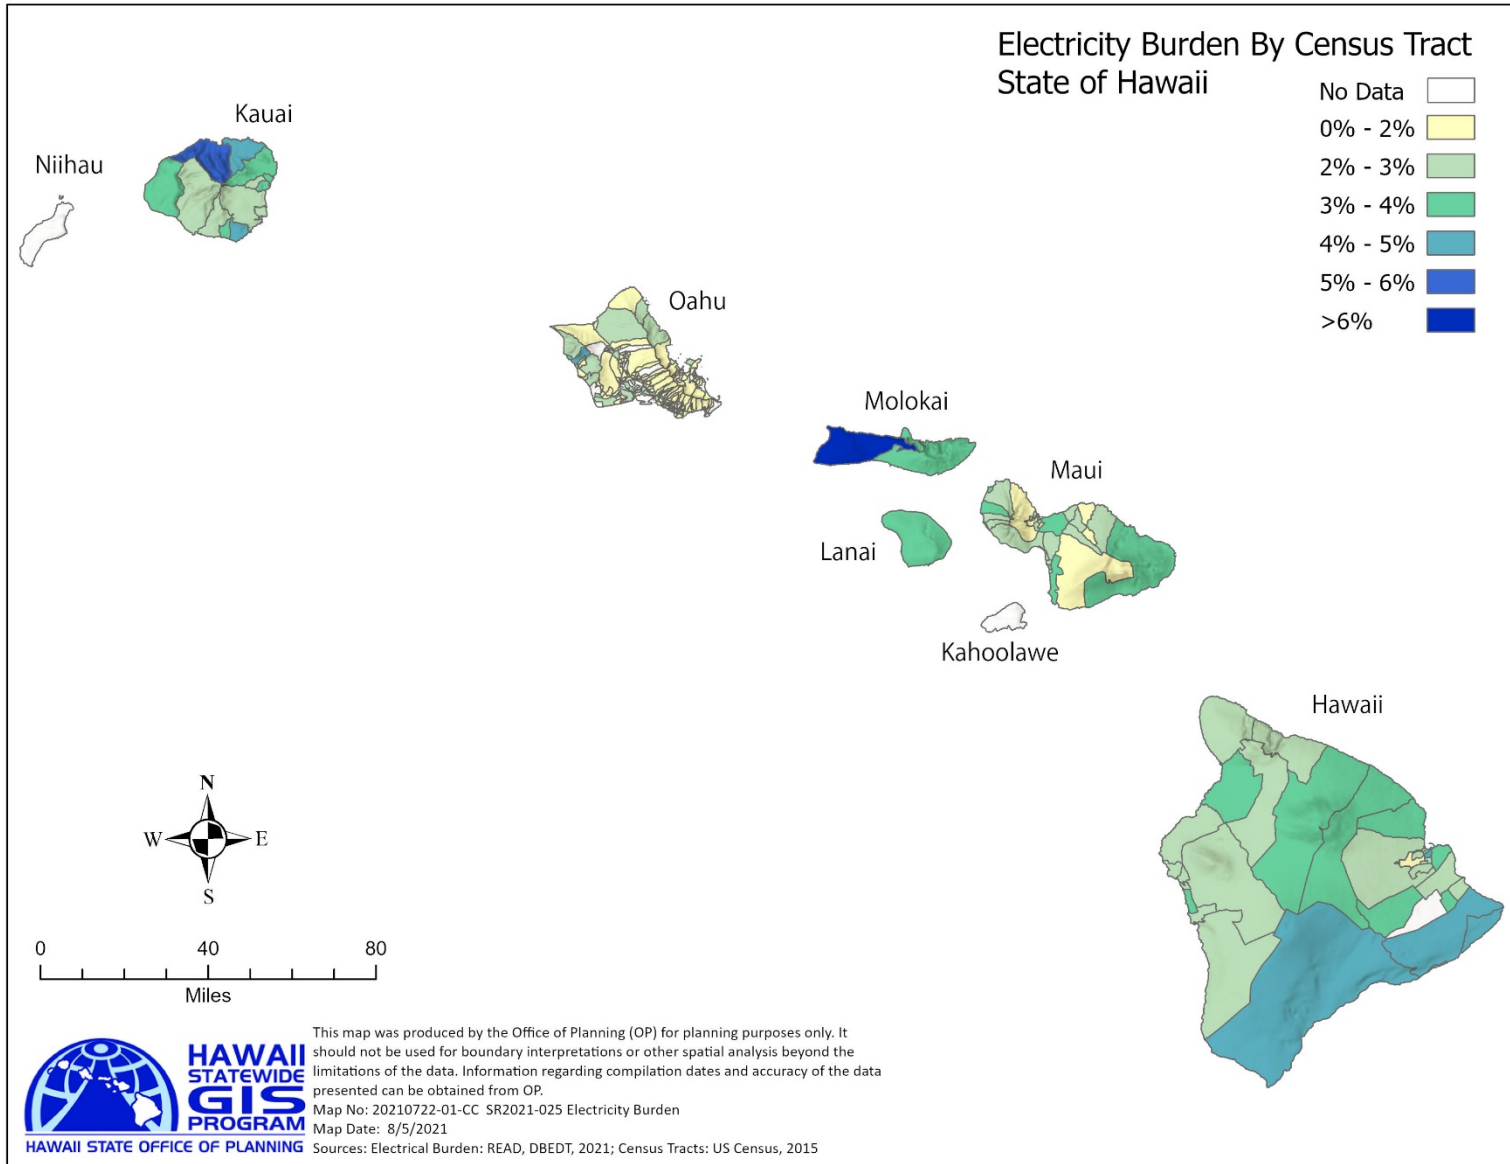 Electricity Burden By Census Tract
State of Hawaii
No Data
0% - 2%
2% - 3%
3% - 4%
4% - 5%
5% - 6%
>6%
Kauai
Niihau
Oahu
Molokai
Maui
Lanai
Kahoolawe
Hawaii
N
W E
S
0 40 80
Miles
HAWAII
STATEWIDE
GIS
PROGRAM
HAWAII STATE OFFICE OF PLANNING
This map was produced by the Office of Planning (OP) for planning purposes only. It
should not be used for boundary interpretations or other spatial analysis beyond the
limitations of the data. Information regarding compilation dates and accuracy of the data
presented can be obtained from OP.
Map No: 20210722-01-CC SR2021-025 Electricity Burden
Map Date: 8/5/2021
Sources: Electrical Burden: READ, DBEDT, 2021; Census Tracts: US Census, 2015